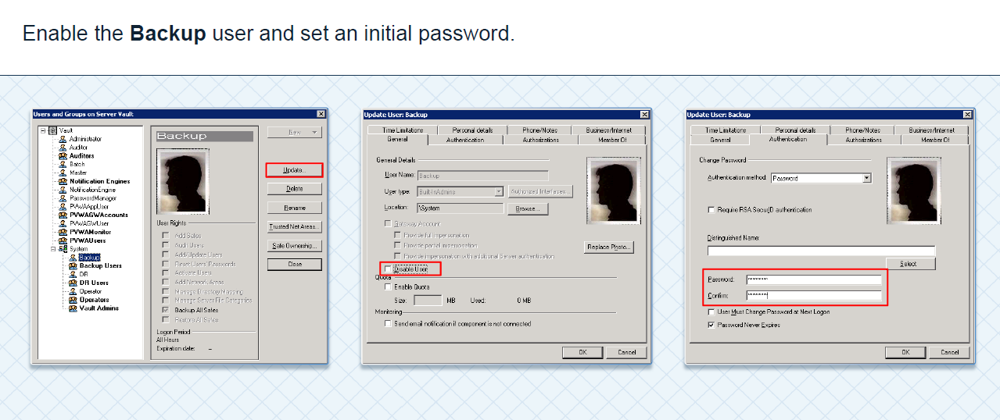 Enable the Backup user and set an initial password.
Users and Groups on Server Vault
Vault
Administrator
Auditor
Auditors
Batch
Master
Notification Engines
NotificationEngine
PasswordManager
PVWAAppUser
PVWAGWAccounts
PVWAGWUser
PVWAMonitor
PVWAUsers
System
Backup
Backup Users
DR
DR Users
Operator
Operators
Vault Admins
Backup
User Rights
Add Safes
Audit Users
Add/Update Users
Reset Users' Passwords
Activate Users
Add Network Areas
Manage Directory Mapping
Manage Server File Categories
Backup All Safes
Restore All Safes
Logon Period
All Hours
Expiration date: --
New
Update...
Delete
Rename
Trusted Net Areas...
Safe Ownership...
Close
Update User: Backup
Time Limitations Personal details Phone/Notes Business/Internet
General Authentication Authorizations Member Of
General Details
User Name: Backup
User type: Built-InAdmins Authorized Interfaces...
Location: \System Browse...
Gateway Account
Provide full impersonation
Provide partial impersonation
Provide impersonation with additional Server authentication
Replace Photo...
Disable User
Quota
Enable Quota
Size: MB Used: 0 MB
Monitoring
Send email notification if component is not connected
OK Cancel
Update User: Backup
Time Limitations Personal details Phone/Notes Business/Internet
General Authentication Authorizations Member Of
Change Password
Authentication method: Password
Require RSA SecurID authentication
Distinguished Name:
Select
Password: ********
Confirm: ********
User Must Change Password at Next Logon
Password Never Expires
OK Cancel